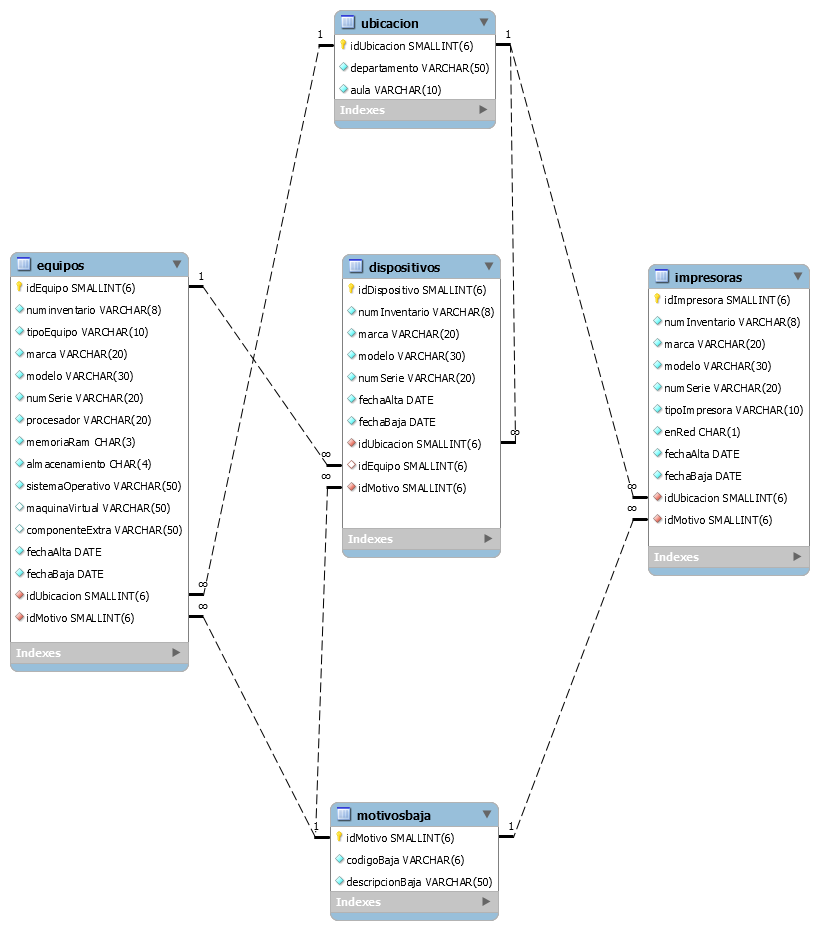 ubicacion
idUbicacion SMALLINT(6)
departamento VARCHAR(50)
aula VARCHAR(10)
Indexes
1
1
equipos
idEquipo SMALLINT(6)
numinventario VARCHAR(8)
tipoEquipo VARCHAR(10)
marca VARCHAR(20)
modelo VARCHAR(30)
numSerie VARCHAR(20)
procesador VARCHAR(20)
memoriaRam CHAR(3)
almacenamiento CHAR(4)
sistemaOperativo VARCHAR(50)
maquinaVirtual VARCHAR(50)
componenteExtra VARCHAR(50)
fechaAlta DATE
fechaBaja DATE
idUbicacion SMALLINT(6)
idMotivo SMALLINT(6)
Indexes
1
∞
∞
dispositivos
idDispositivo SMALLINT(6)
numInventario VARCHAR(8)
marca VARCHAR(20)
modelo VARCHAR(30)
numSerie VARCHAR(20)
fechaAlta DATE
fechaBaja DATE
idUbicacion SMALLINT(6)
idEquipo SMALLINT(6)
idMotivo SMALLINT(6)
Indexes
∞
∞
∞
impresoras
idImpresora SMALLINT(6)
numInventario VARCHAR(8)
marca VARCHAR(20)
modelo VARCHAR(30)
numSerie VARCHAR(20)
tipoImpresora VARCHAR(10)
enRed CHAR(1)
fechaAlta DATE
fechaBaja DATE
idUbicacion SMALLINT(6)
idMotivo SMALLINT(6)
Indexes
∞
∞
motivosbaja
idMotivo SMALLINT(6)
codigoBaja VARCHAR(6)
descripcionBaja VARCHAR(50)
Indexes
1
1